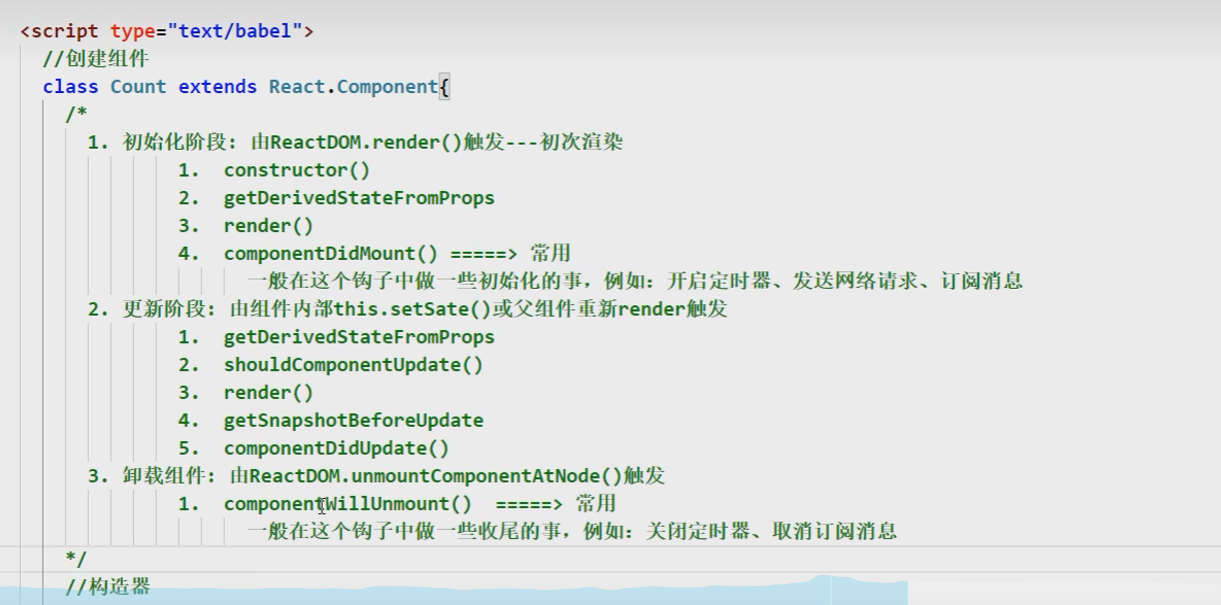 <script type="text/babel">
//创建组件
class Count extends React.Component{
/*
1. 初始化阶段: 由ReactDOM.render()触发---初次渲染
1. constructor()
2. getDerivedStateFromProps
3. render()
4. componentDidMount() =====> 常用
一般在这个钩子中做一些初始化的事，例如：开启定时器、发送网络请求、订阅消息
2. 更新阶段: 由组件内部this.setSate()或父组件重新render触发
1. getDerivedStateFromProps
2. shouldComponentUpdate()
3. render()
4. getSnapshotBeforeUpdate
5. componentDidUpdate()
3. 卸载组件: 由ReactDOM.unmountComponentAtNode()触发
1. componentWillUnmount() =====> 常用
一般在这个钩子中做一些收尾的事，例如：关闭定时器、取消订阅消息
*/
//构造器